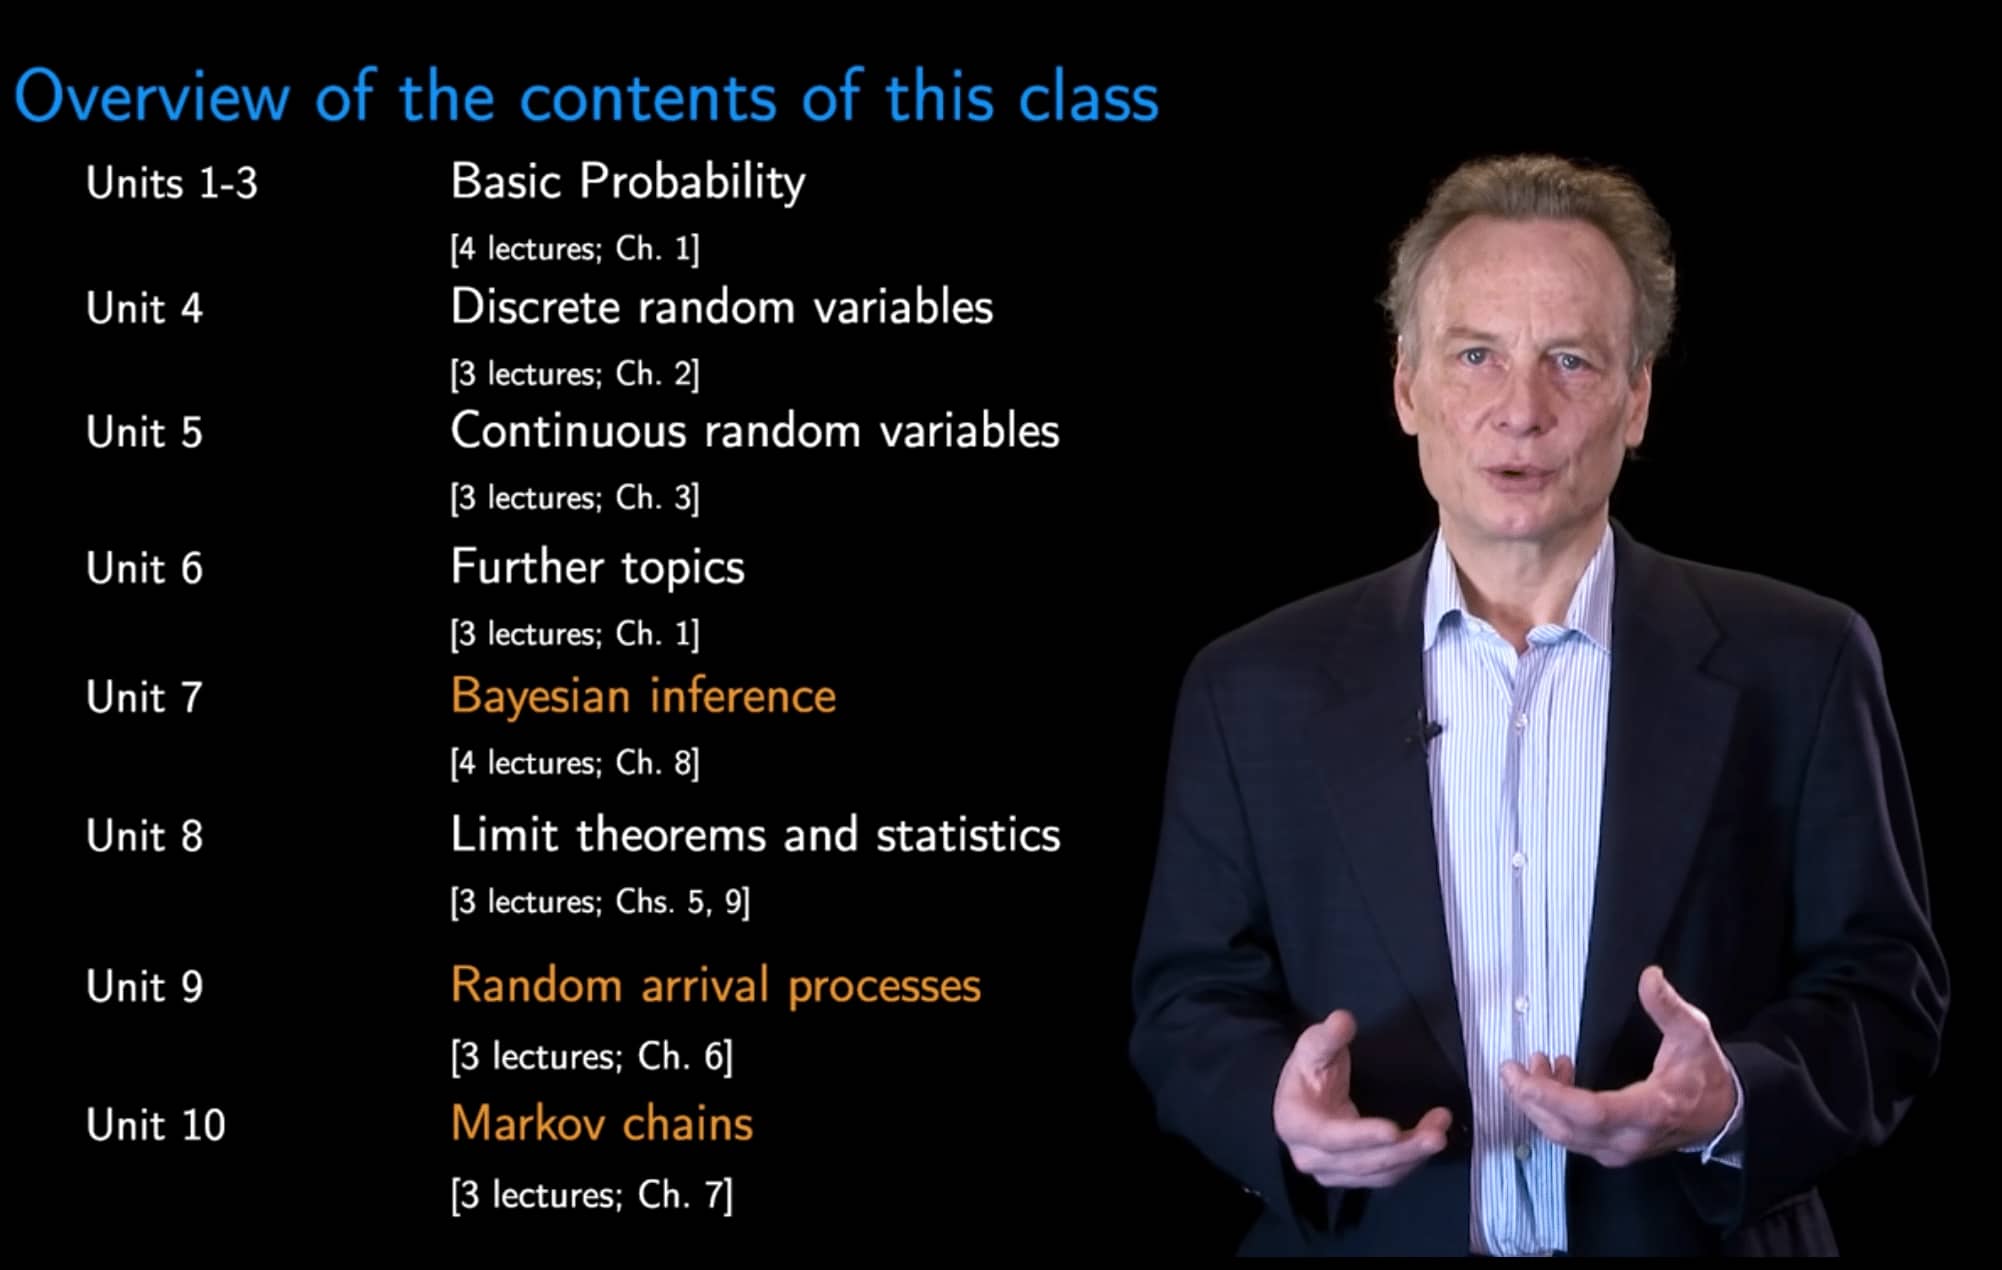 Overview of the contents of this class
Units 1-3 Basic Probability
[4 lectures; Ch. 1]
Unit 4 Discrete random variables
[3 lectures; Ch. 2]
Unit 5 Continuous random variables
[3 lectures; Ch. 3]
Unit 6 Further topics
[3 lectures; Ch. 1]
Unit 7 Bayesian inference
[4 lectures; Ch. 8]
Unit 8 Limit theorems and statistics
[3 lectures; Chs. 5, 9]
Unit 9 Random arrival processes
[3 lectures; Ch. 6]
Unit 10 Markov chains
[3 lectures; Ch. 7]